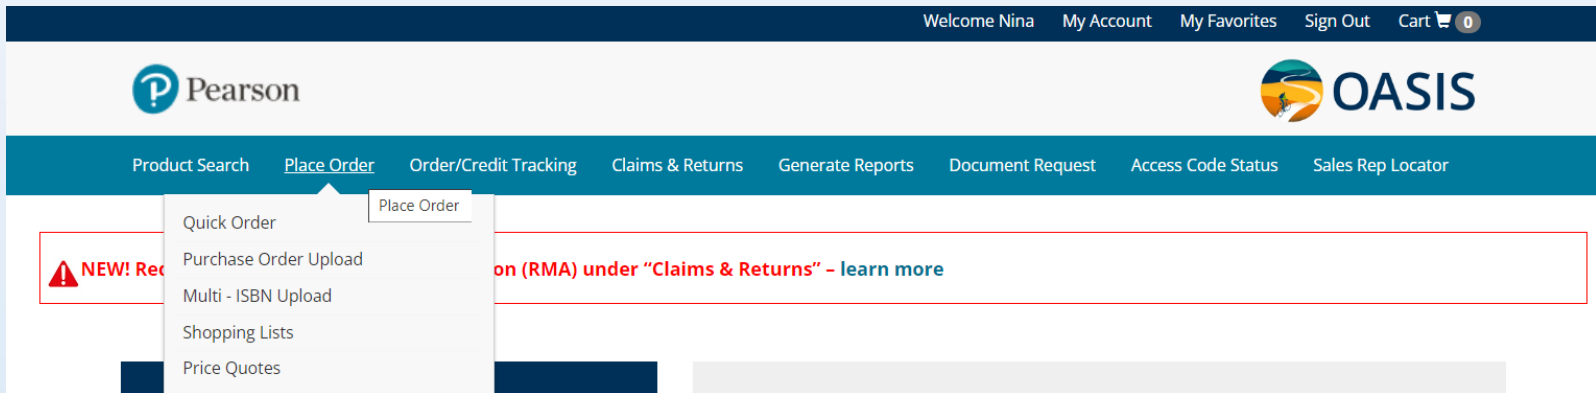 Welcome Nina My Account My Favorites Sign Out Cart 0
Pearson OASIS
Product Search Place Order Order/Credit Tracking Claims & Returns Generate Reports Document Request Access Code Status Sales Rep Locator
Place Order
Quick Order
Purchase Order Upload
NEW! on (RMA) under “Claims & Returns” – learn more
Multi - ISBN Upload
Shopping Lists
Price Quotes